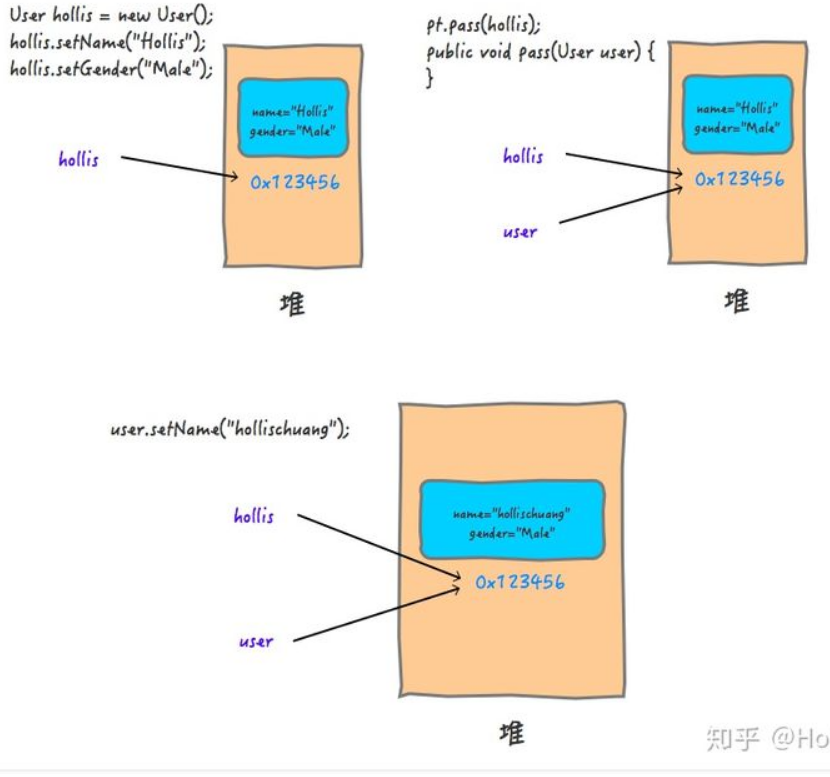 User hollis = new User();
hollis.setName("Hollis");
hollis.setGender("Male");
name="Hollis"
gender="Male"
hollis
0x123456
堆
pt.pass(hollis);
public void pass(User user) {
}
name="Hollis"
gender="Male"
hollis
0x123456
user
堆
user.setName("hollischuang");
name="hollischuang"
gender="Male"
hollis
0x123456
user
堆
知乎 @Ho